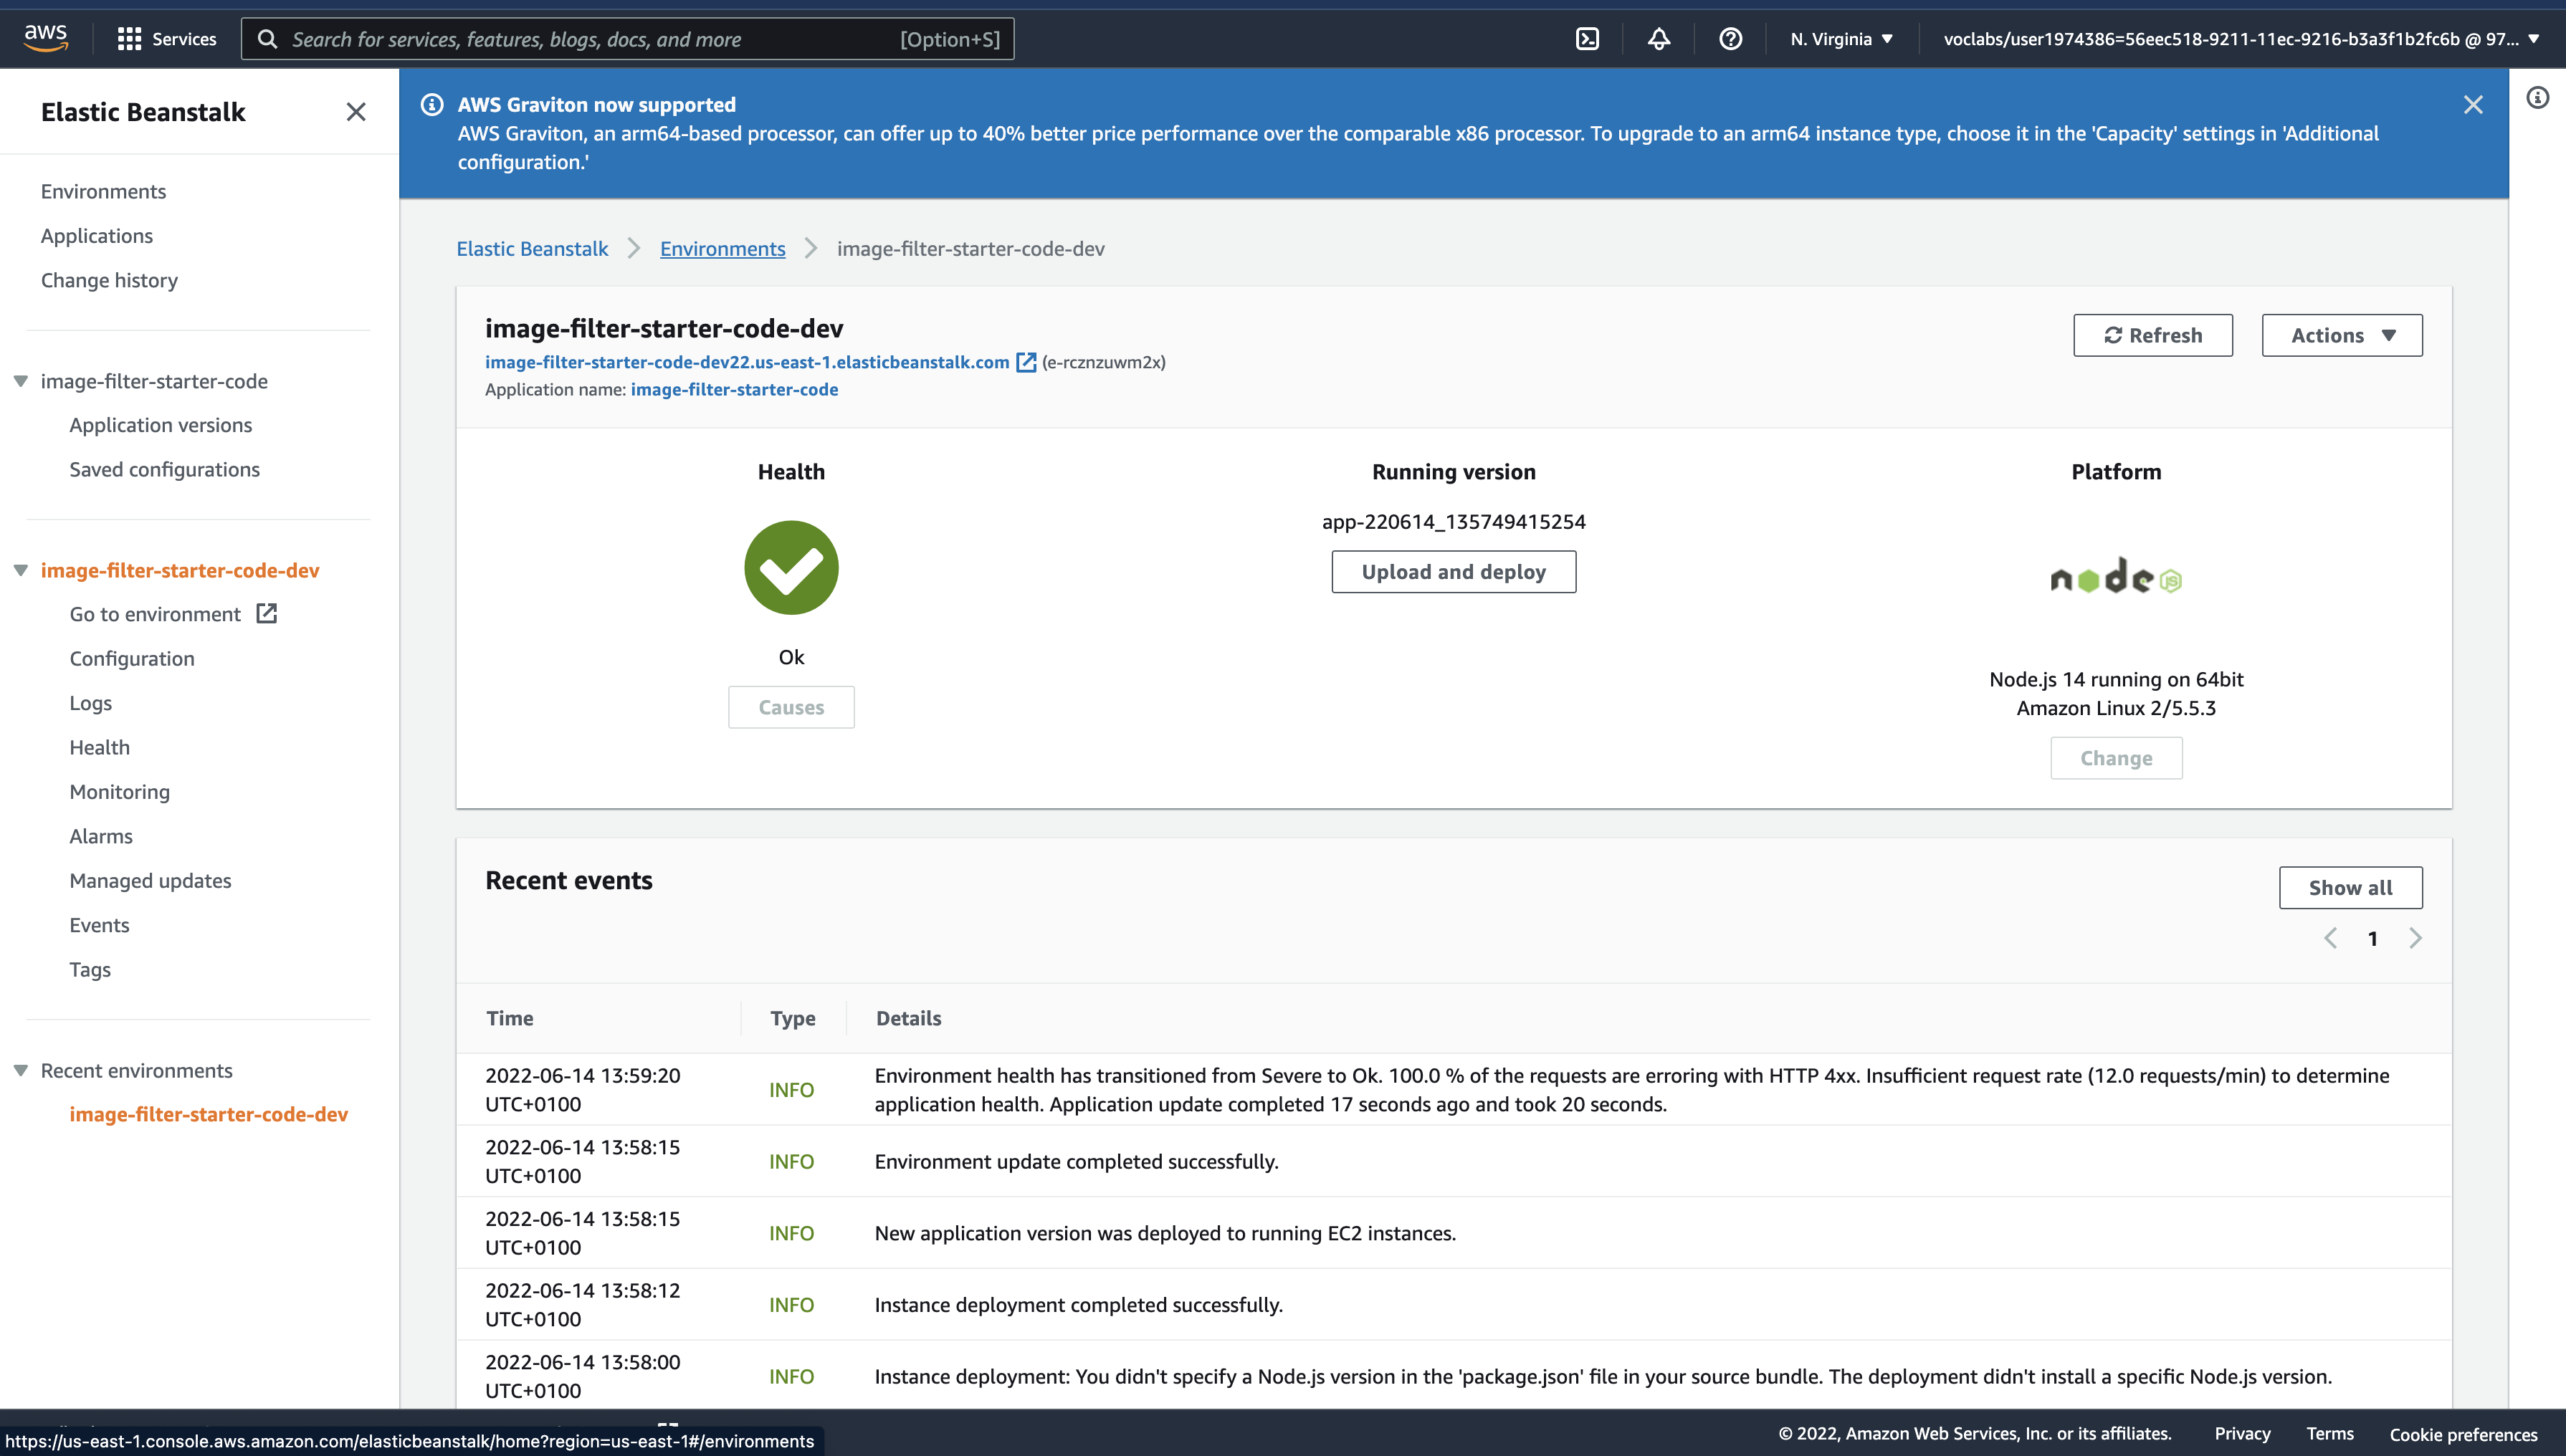 aws
Services
Search for services, features, blogs, docs, and more
[Option+S]
N. Virginia
voclabs/user1974386=56eec518-9211-11ec-9216-b3a3f1b2fc6b @ 97...
Elastic Beanstalk
Environments
Applications
Change history
image-filter-starter-code
Application versions
Saved configurations
image-filter-starter-code-dev
Go to environment
Configuration
Logs
Health
Monitoring
Alarms
Managed updates
Events
Tags
Recent environments
image-filter-starter-code-dev
AWS Graviton now supported
AWS Graviton, an arm64-based processor, can offer up to 40% better price performance over the comparable x86 processor. To upgrade to an arm64 instance type, choose it in the 'Capacity' settings in 'Additional
configuration.'
Elastic Beanstalk
Environments
image-filter-starter-code-dev
image-filter-starter-code-dev
image-filter-starter-code-dev22.us-east-1.elasticbeanstalk.com (e-rcznzuwm2x)
Application name: image-filter-starter-code
Refresh
Actions
Health
Ok
Causes
Running version
app-220614_135749415254
Upload and deploy
Platform
node JS
Node.js 14 running on 64bit
Amazon Linux 2/5.5.3
Change
Recent events
Show all
1
Time Type Details
2022-06-14 13:59:20
UTC+0100
INFO
Environment health has transitioned from Severe to Ok. 100.0 % of the requests are erroring with HTTP 4xx. Insufficient request rate (12.0 requests/min) to determine
application health. Application update completed 17 seconds ago and took 20 seconds.
2022-06-14 13:58:15
UTC+0100
INFO
Environment update completed successfully.
2022-06-14 13:58:15
UTC+0100
INFO
New application version was deployed to running EC2 instances.
2022-06-14 13:58:12
UTC+0100
INFO
Instance deployment completed successfully.
2022-06-14 13:58:00
UTC+0100
INFO
Instance deployment: You didn't specify a Node.js version in the 'package.json' file in your source bundle. The deployment didn't install a specific Node.js version.
https://us-east-1.console.aws.amazon.com/elasticbeanstalk/home?region=us-east-1#/environments
© 2022, Amazon Web Services, Inc. or its affiliates.
Privacy
Terms
Cookie preferences